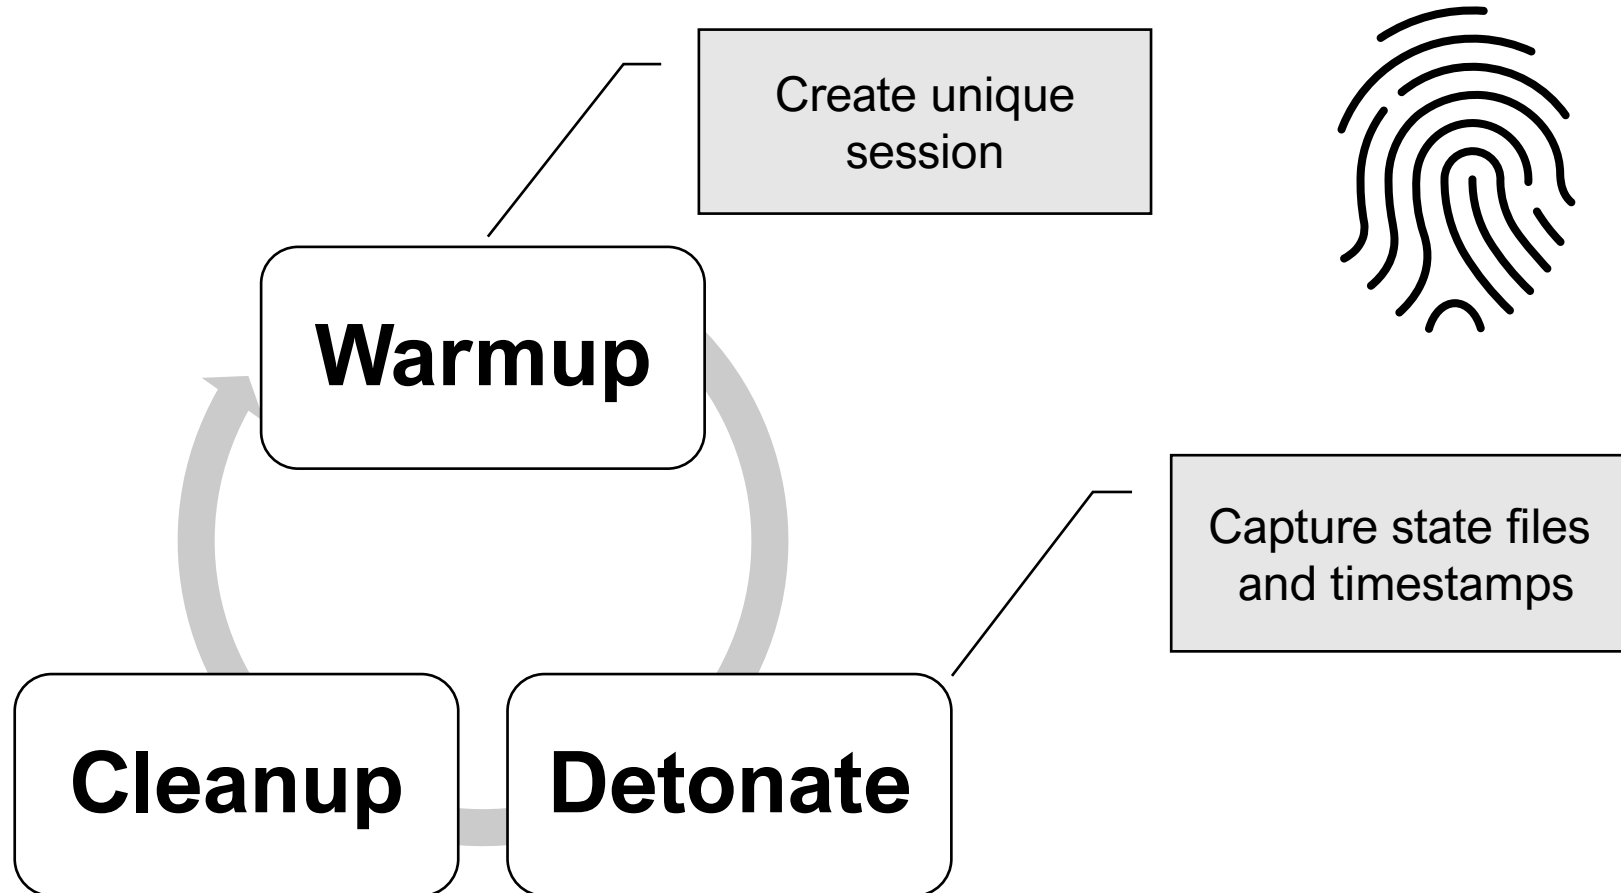 Create unique
session
Warmup
Capture state files
and timestamps
Cleanup
Detonate